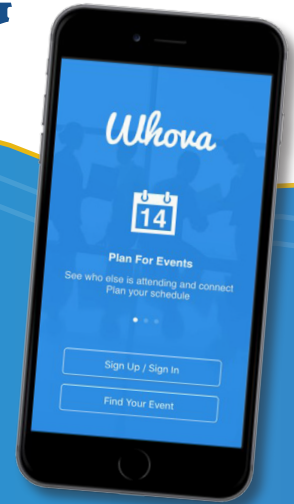 Whova
14
Plan For Events
See who else is attending and connect
Plan your schedule
Sign Up / Sign In
Find Your Event